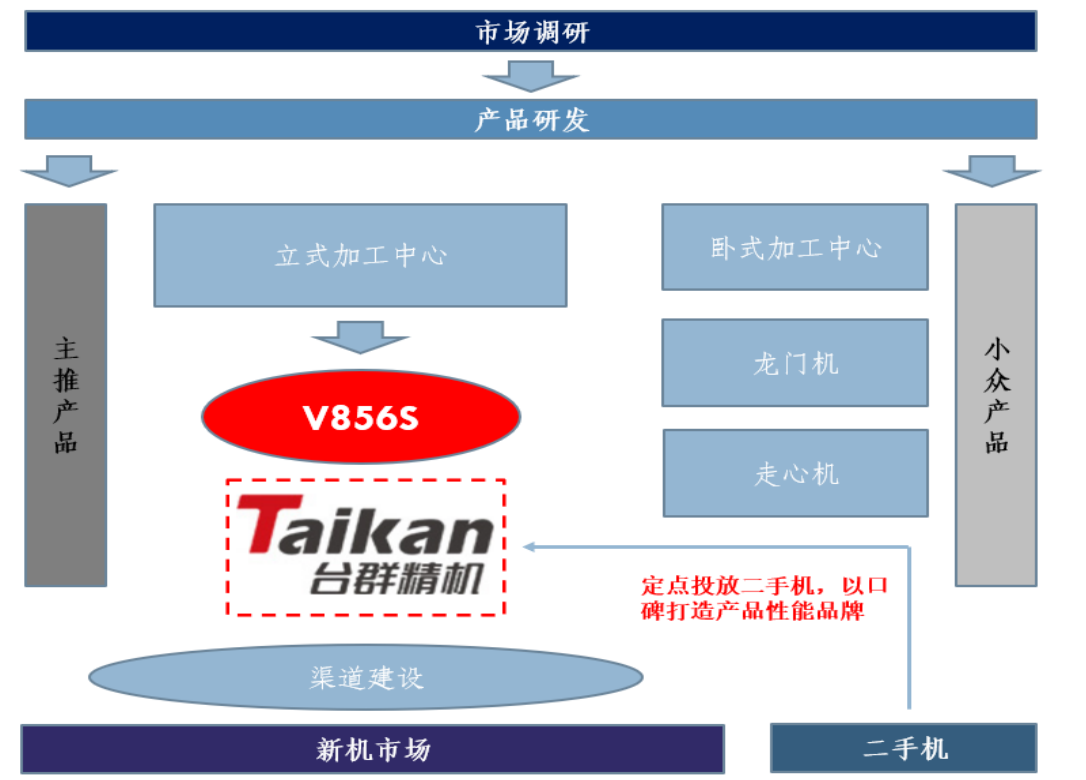 市场调研
产品研发
主推产品
立式加工中心
V856S
Taikan
台群精机
卧式加工中心
龙门机
走心机
小众产品
定点投放二手机，以口
碑打造产品性能品牌
渠道建设
新机市场
二手机